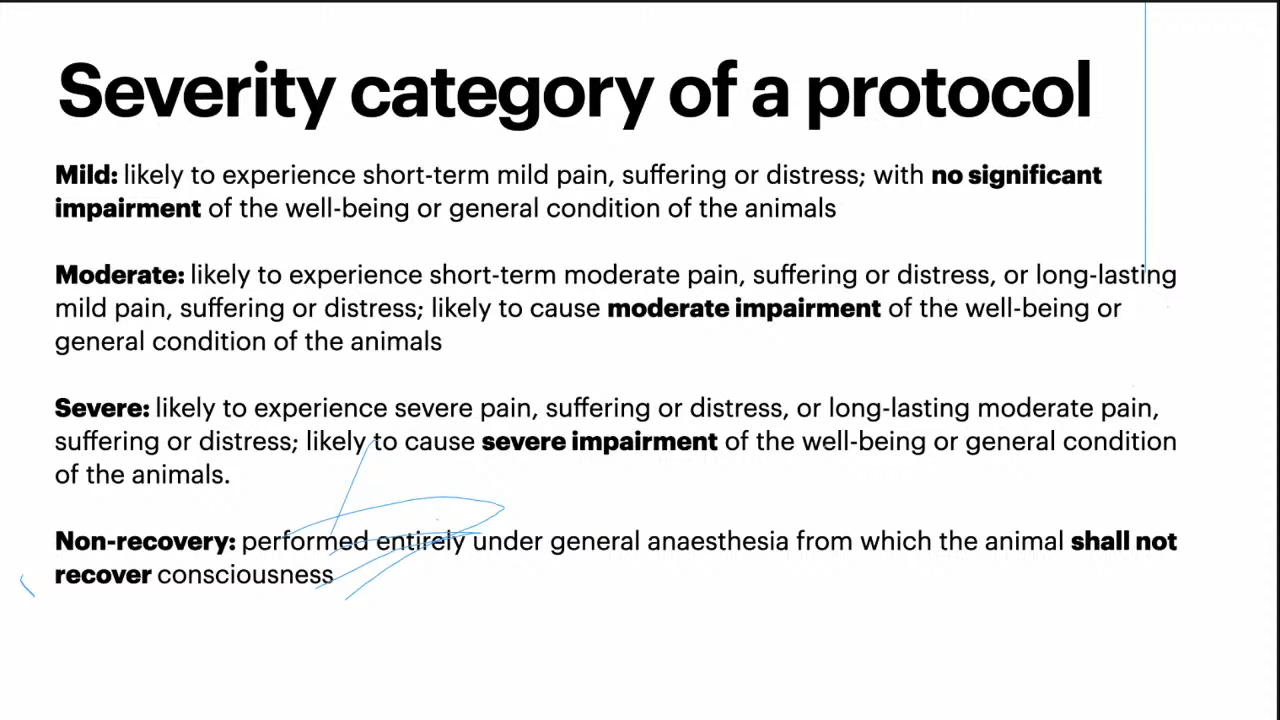 Severity category of a protocol
Mild: likely to experience short-term mild pain, suffering or distress; with no significant
impairment of the well-being or general condition of the animals
Moderate: likely to experience short-term moderate pain, suffering or distress, or long-lasting
mild pain, suffering or distress; likely to cause moderate impairment of the well-being or
general condition of the animals
Severe: likely to experience severe pain, suffering or distress, or long-lasting moderate pain,
suffering or distress; likely to cause severe impairment of the well-being or general condition
of the animals.
Non-recovery: performed entirely under general anaesthesia from which the animal shall not
recover consciousness